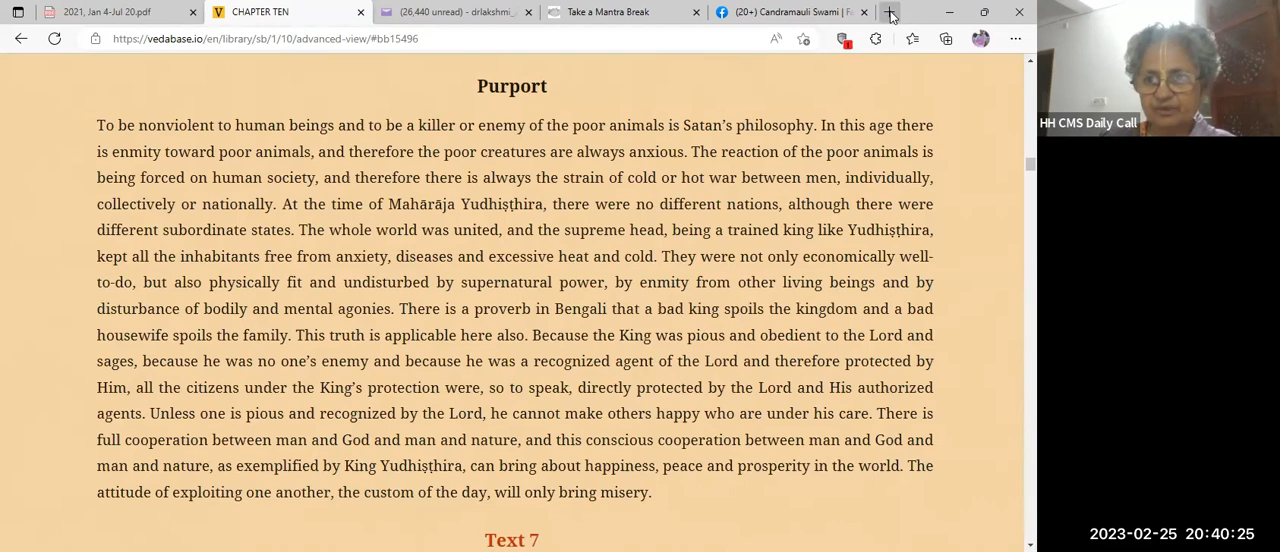 2021, Jan 4-Jul 20.pdf
CHAPTER TEN
(26,440 unread) - drlakshmi_
Take a Mantra Break
(20+) Candramauli Swami | Fa
https://vedabase.io/en/library/sb/1/10/advanced-view/#bb15496
HH CMS Daily Call
Purport
To be nonviolent to human beings and to be a killer or enemy of the poor animals is Satan's philosophy. In this age there
is enmity toward poor animals, and therefore the poor creatures are always anxious. The reaction of the poor animals is
being forced on human society, and therefore there is always the strain of cold or hot war between men, individually,
collectively or nationally. At the time of Mahārāja Yudhiṣṭhira, there were no different nations, although there were
different subordinate states. The whole world was united, and the supreme head, being a trained king like Yudhiṣṭhira,
kept all the inhabitants free from anxiety, diseases and excessive heat and cold. They were not only economically well-
to-do, but also physically fit and undisturbed by supernatural power, by enmity from other living beings and by
disturbance of bodily and mental agonies. There is a proverb in Bengali that a bad king spoils the kingdom and a bad
housewife spoils the family. This truth is applicable here also. Because the King was pious and obedient to the Lord and
sages, because he was no one's enemy and because he was a recognized agent of the Lord and therefore protected by
Him, all the citizens under the King's protection were, so to speak, directly protected by the Lord and His authorized
agents. Unless one is pious and recognized by the Lord, he cannot make others happy who are under his care. There is
full cooperation between man and God and man and nature, and this conscious cooperation between man and God and
man and nature, as exemplified by King Yudhiṣṭhira, can bring about happiness, peace and prosperity in the world. The
attitude of exploiting one another, the custom of the day, will only bring misery.
Text 7
2023-02-25 20:40:25